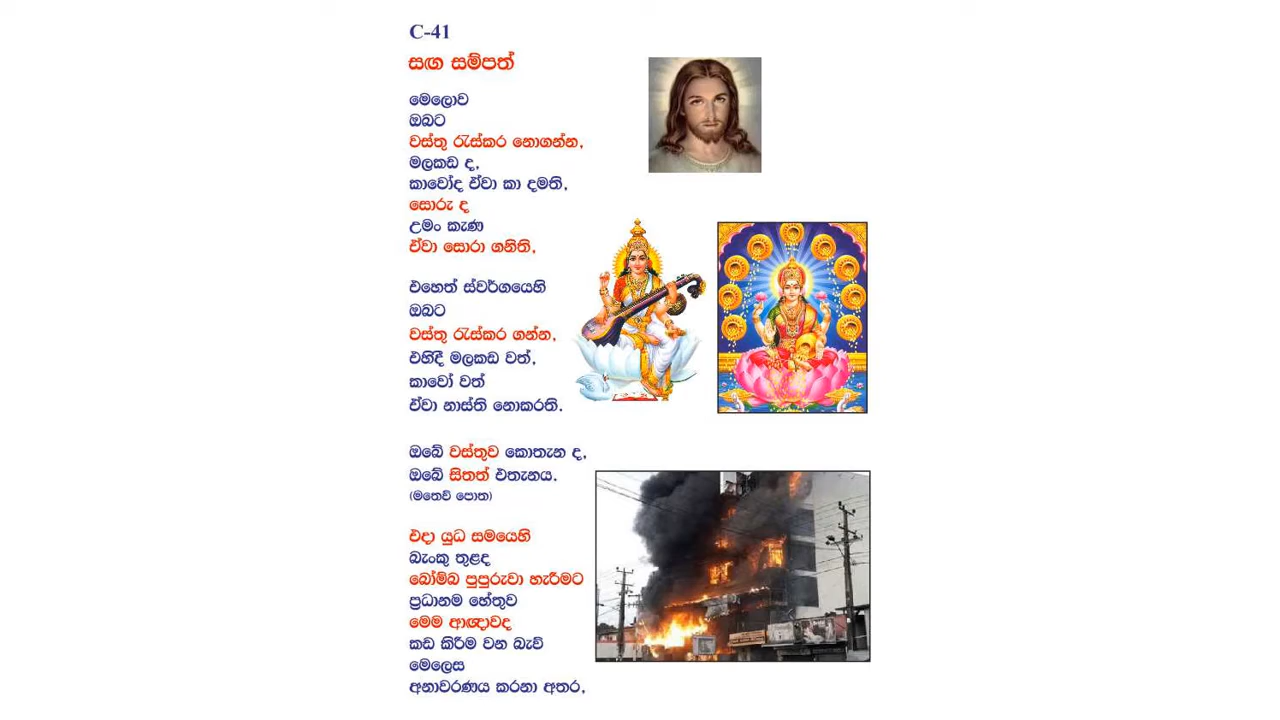 C-41
සඟ සම්පත්
මෙලොව
ඔබට
වස්තු රැස්කර නොගන්න,
මලකඩ ද,
කාවෝද ඒවා කා දමති,
සොරු ද
උමං කැණ
ඒවා සොරා ගනිති,
එහෙත් ස්වර්ගයෙහි
ඔබට
වස්තු රැස්කර ගන්න,
එහිදී මලකඩ වත්,
කාවෝ වත්
ඒවා නාස්ති නොකරති.
ඔබේ වස්තුව කොතැන ද,
ඔබේ සිතත් එතැනය.
(මතෙව් පොත)
එදා යුධ සමයෙහි
බැංකු තුළද
බෝම්බ පුපුරුවා හැරීමට
ප්‍රධානම හේතුව
මෙම ආඥාවද
කඩ කිරීම වන බැව්
මෙලෙස
අනාවරණය කරනා අතර,